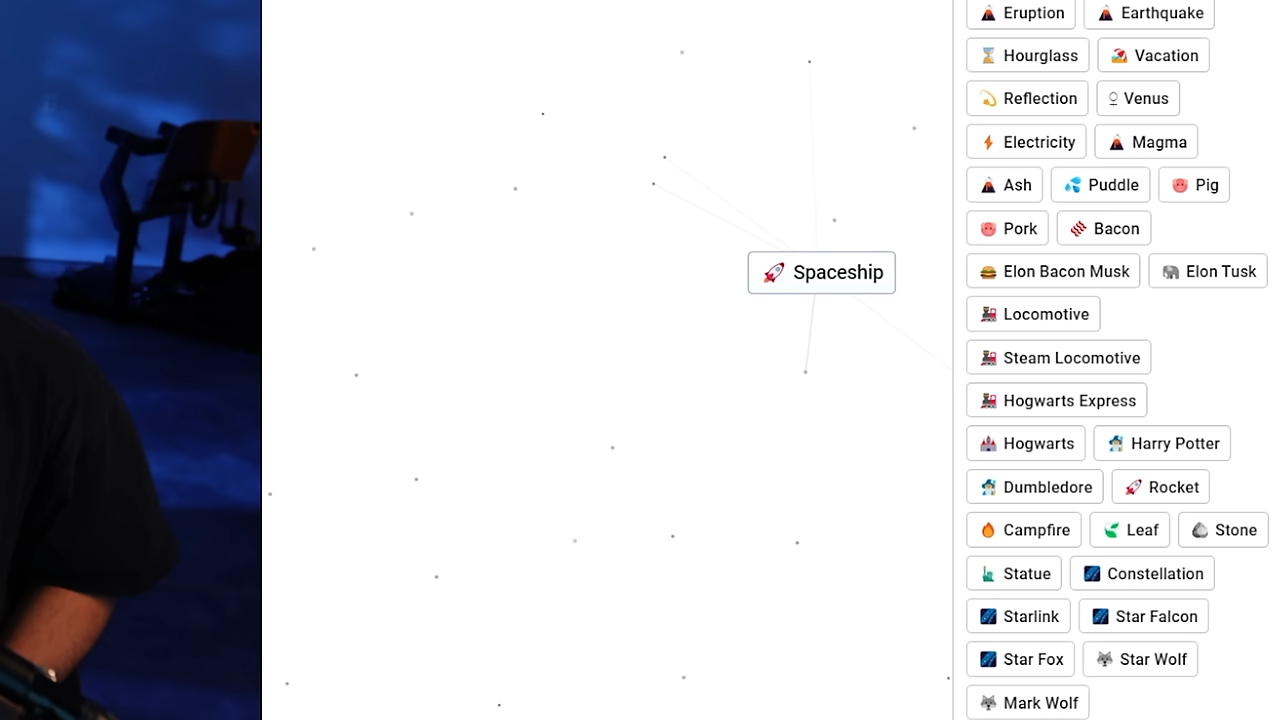 Eruption Earthquake
Hourglass Vacation
Reflection Venus
Electricity Magma
Ash Puddle Pig
Pork Bacon
Spaceship
Elon Bacon Musk Elon Tusk
Locomotive
Steam Locomotive
Hogwarts Express
Hogwarts Harry Potter
Dumbledore Rocket
Campfire Leaf Stone
Statue Constellation
Starlink Star Falcon
Star Fox Star Wolf
Mark Wolf